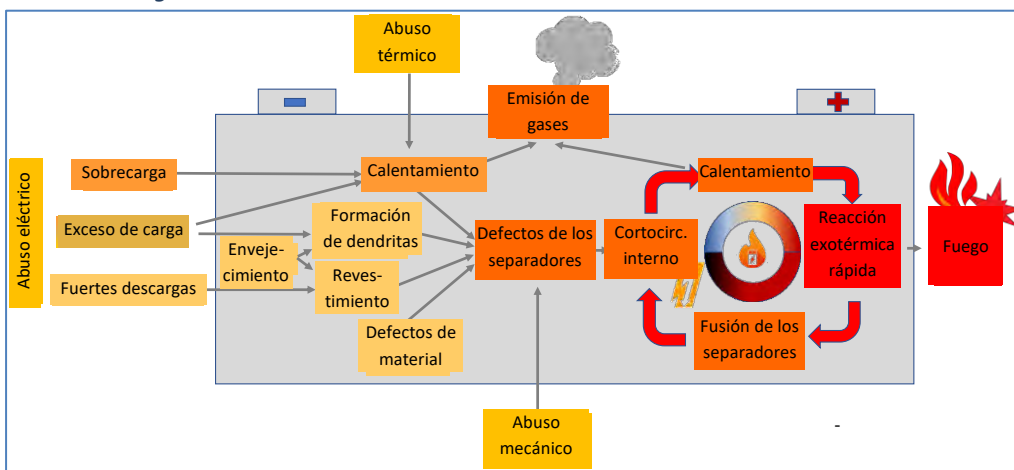 Abuso
térmico
Emisión de
gases
Abuso eléctrico
Sobrecarga
Calentamiento
Calentamiento
Exceso de carga
Formación
de dendritas
Enveje-
cimiento
Defectos de los
separadores
Cortocirc.
interno
Reacción
exotérmica
rápida
Fuego
Fuertes descargas
Reves-
timiento
Defectos de
material
Fusión de los
separadores
Abuso
mecánico
-